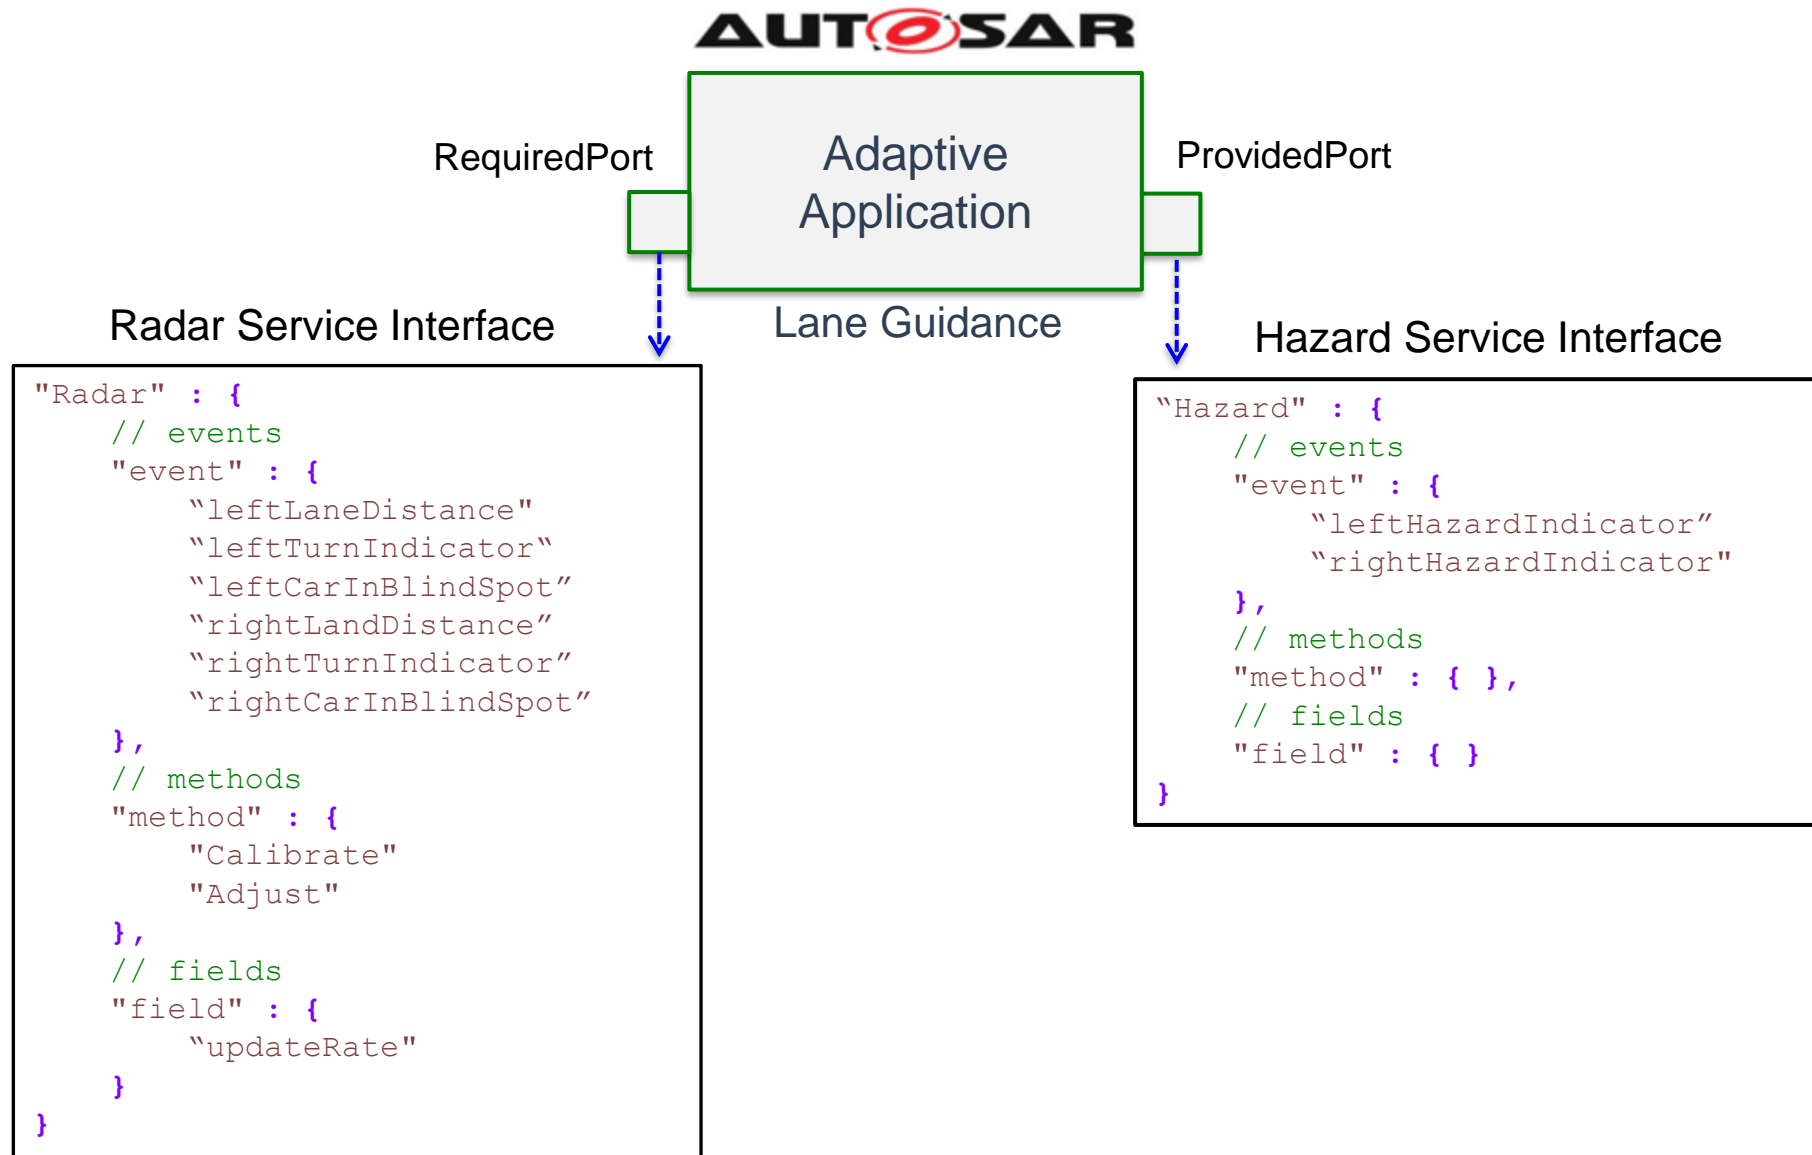 AUTOSAR
RequiredPort
Adaptive
Application
ProvidedPort
Lane Guidance
Radar Service Interface
"Radar" : {
// events
"event" : {
“leftLaneDistance"
“leftTurnIndicator“
“leftCarInBlindSpot”
“rightLandDistance”
“rightTurnIndicator”
“rightCarInBlindSpot”
},
// methods
"method" : {
"Calibrate"
"Adjust"
},
// fields
"field" : {
“updateRate"
}
}
Hazard Service Interface
“Hazard" : {
// events
"event" : {
“leftHazardIndicator”
“rightHazardIndicator"
},
// methods
"method" : { },
// fields
"field" : { }
}